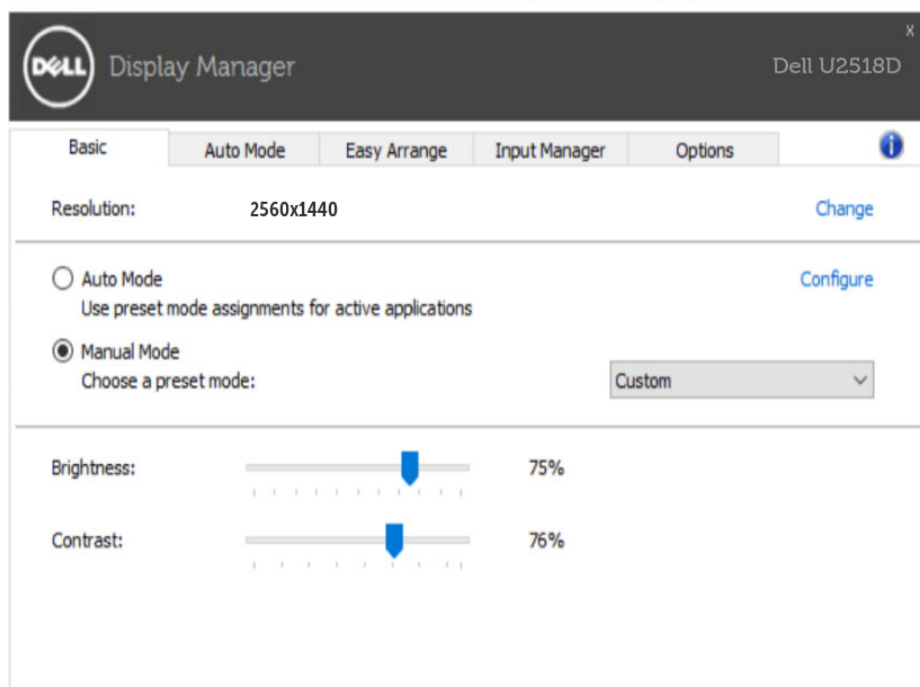 DELL Display Manager
x
Dell U2518D
Basic Auto Mode Easy Arrange Input Manager Options i
Resolution: 2560x1440 Change
Auto Mode Configure
Use preset mode assignments for active applications
Manual Mode
Choose a preset mode: Custom
Brightness: 75%
Contrast: 76%